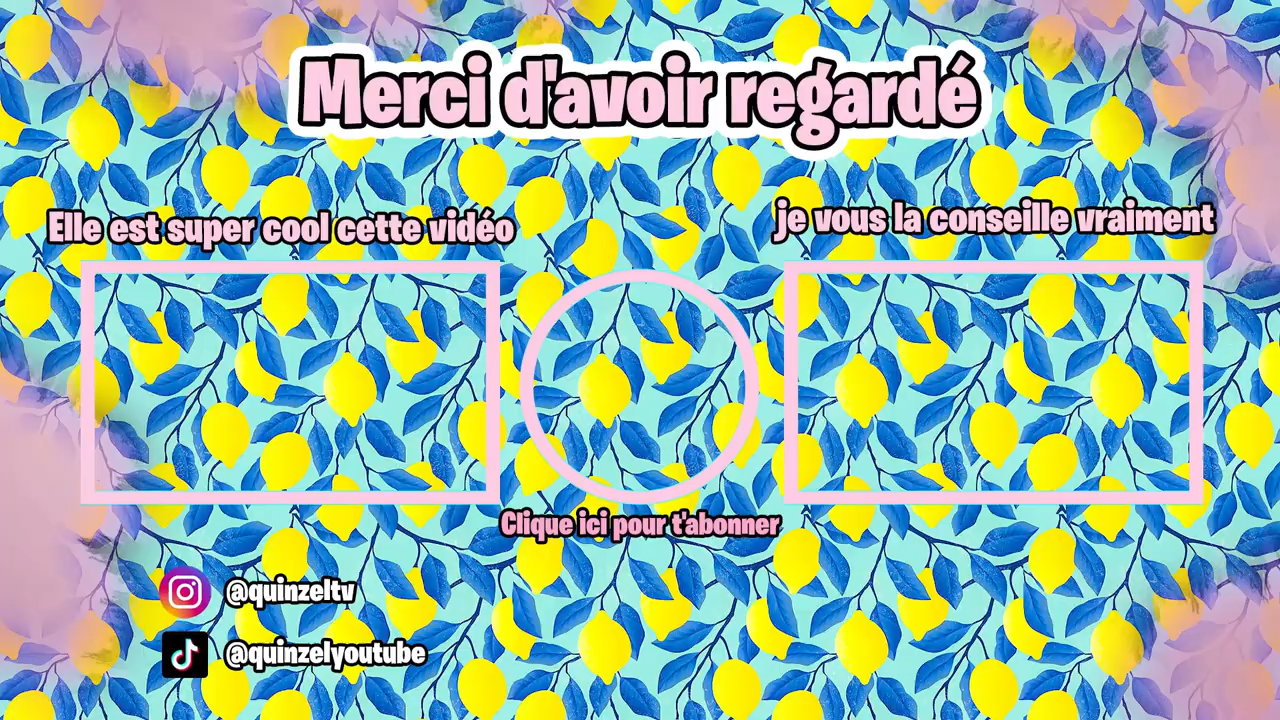 Merci d'avoir regardé
Elle est super cool cette vidéo
je vous la conseille vraiment
Clique ici pour t'abonner
@quinzeltv
@quinzelyoutube